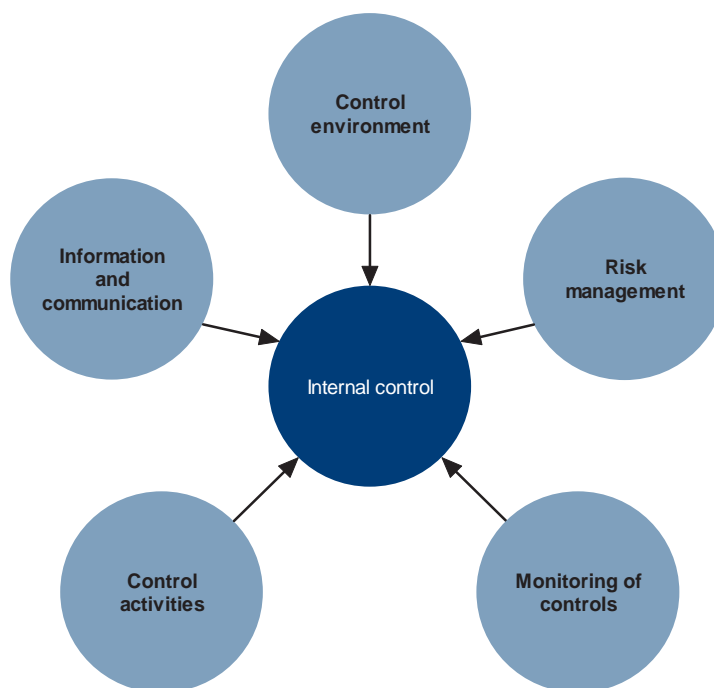 Control
environment
Information
and
communication
Risk
management
Internal control
Control
activities
Monitoring of
controls